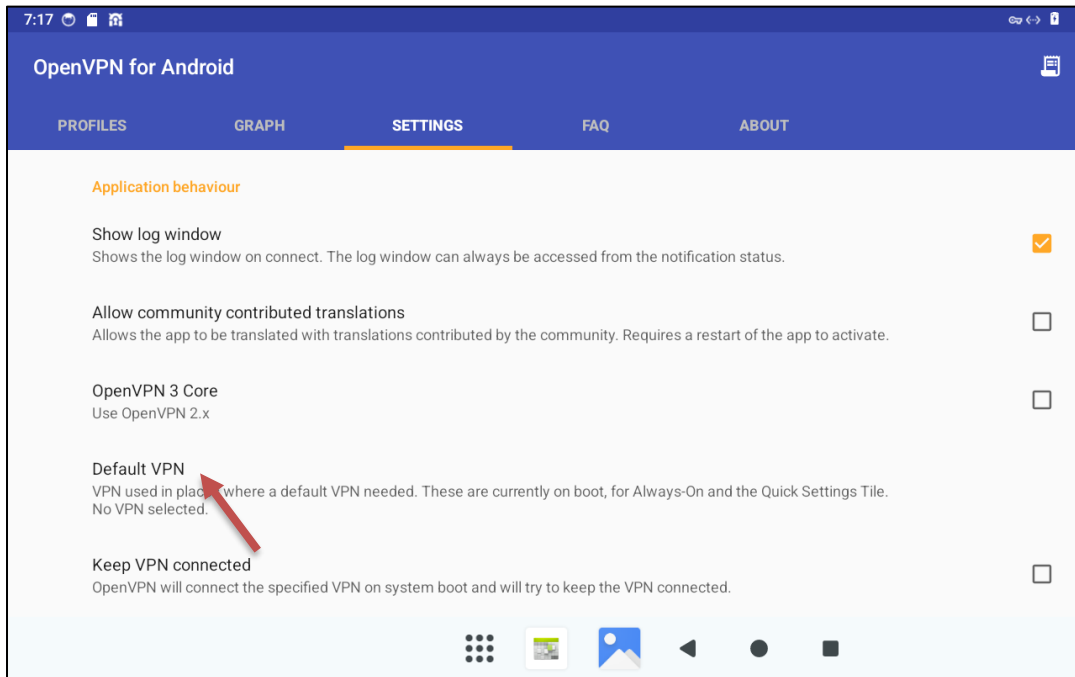 7:17
OpenVPN for Android
PROFILES GRAPH SETTINGS FAQ ABOUT
Application behaviour
Show log window
Shows the log window on connect. The log window can always be accessed from the notification status.
Allow community contributed translations
Allows the app to be translated with translations contributed by the community. Requires a restart of the app to activate.
OpenVPN 3 Core
Use OpenVPN 2.x
Default VPN
VPN used in places where a default VPN needed. These are currently on boot, for Always-On and the Quick Settings Tile.
No VPN selected.
Keep VPN connected
OpenVPN will connect the specified VPN on system boot and will try to keep the VPN connected.